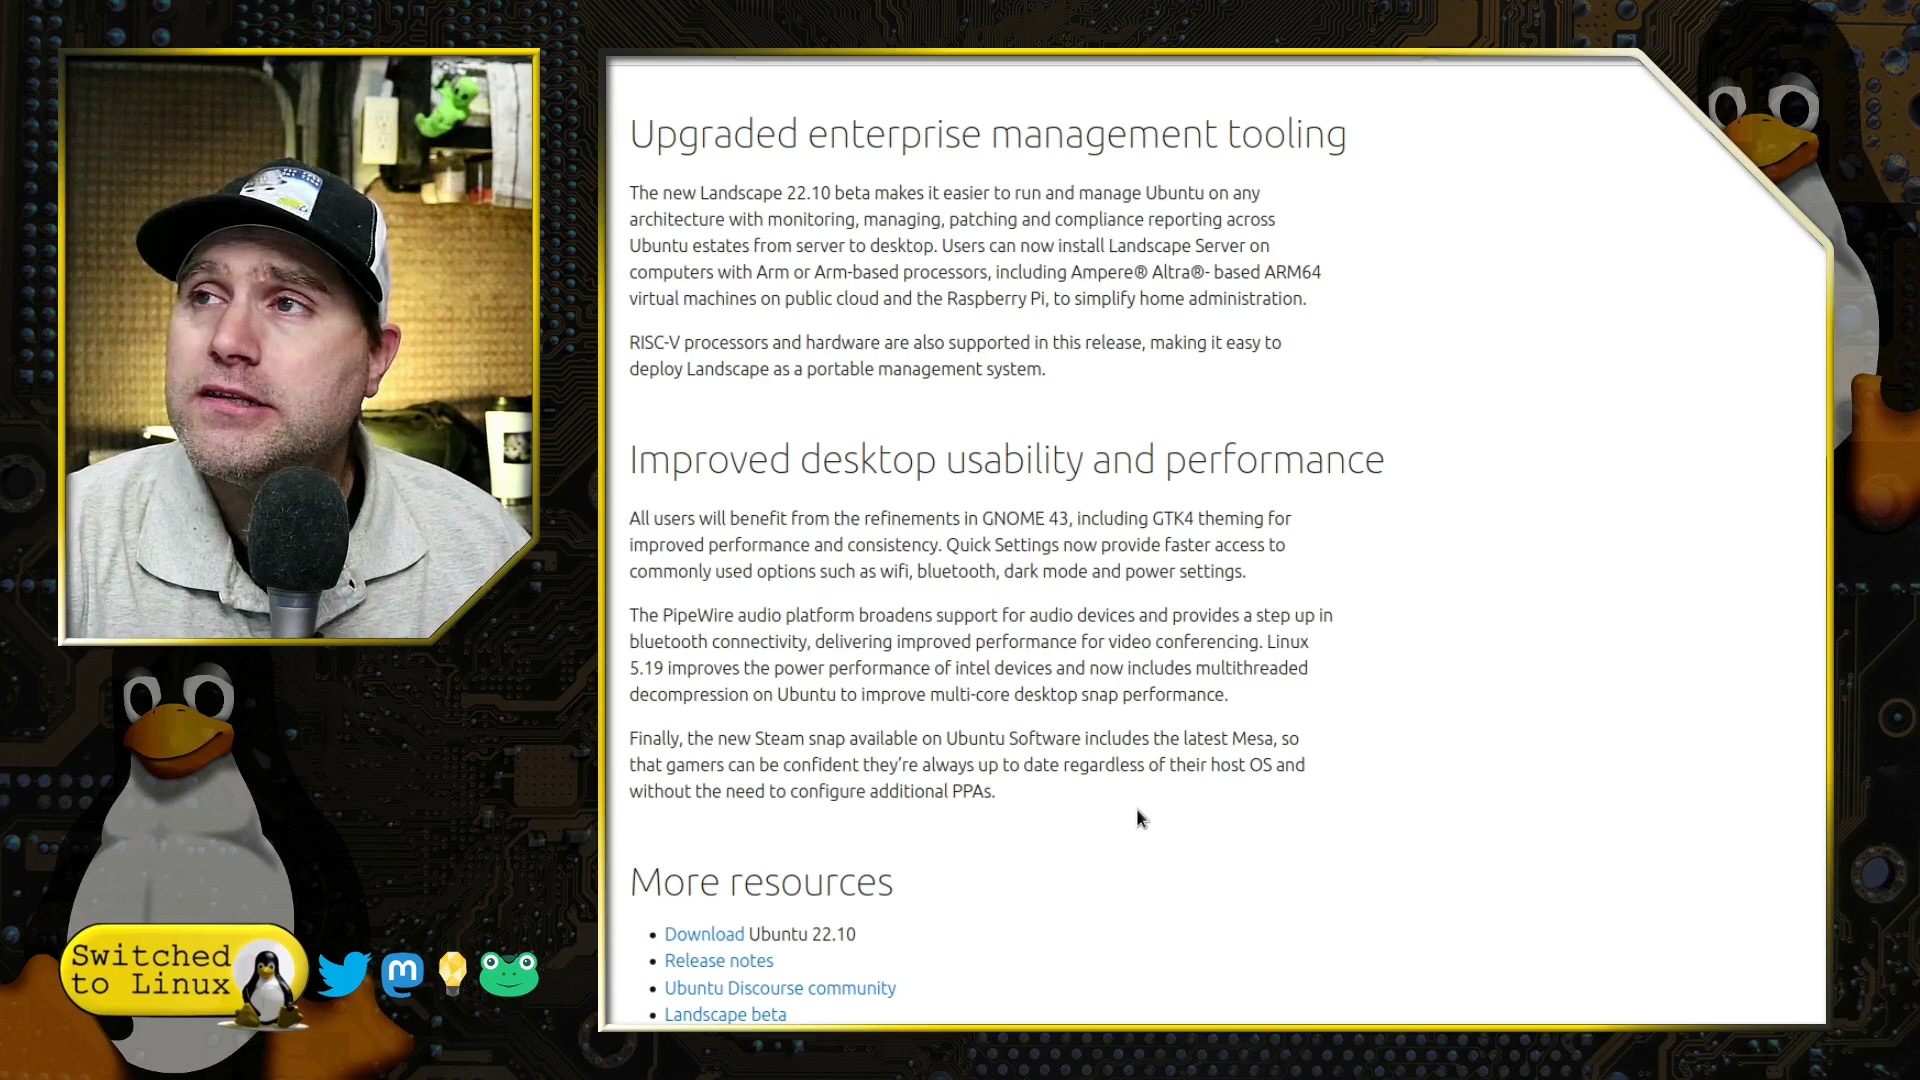 Upgraded enterprise management tooling
The new Landscape 22.10 beta makes it easier to run and manage Ubuntu on any
architecture with monitoring, managing, patching and compliance reporting across
Ubuntu estates from server to desktop. Users can now install Landscape Server on
computers with Arm or Arm-based processors, including Ampere® Altra®- based ARM64
virtual machines on public cloud and the Raspberry Pi, to simplify home administration.
RISC-V processors and hardware are also supported in this release, making it easy to
deploy Landscape as a portable management system.
Improved desktop usability and performance
All users will benefit from the refinements in GNOME 43, including GTK4 theming for
improved performance and consistency. Quick Settings now provide faster access to
commonly used options such as wifi, bluetooth, dark mode and power settings.
The PipeWire audio platform broadens support for audio devices and provides a step up in
bluetooth connectivity, delivering improved performance for video conferencing. Linux
5.19 improves the power performance of intel devices and now includes multithreaded
decompression on Ubuntu to improve multi-core desktop snap performance.
Finally, the new Steam snap available on Ubuntu Software includes the latest Mesa, so
that gamers can be confident they’re always up to date regardless of their host OS and
without the need to configure additional PPAs.
More resources
• Download Ubuntu 22.10
• Release notes
• Ubuntu Discourse community
• Landscape beta
Switched
to Linux
m